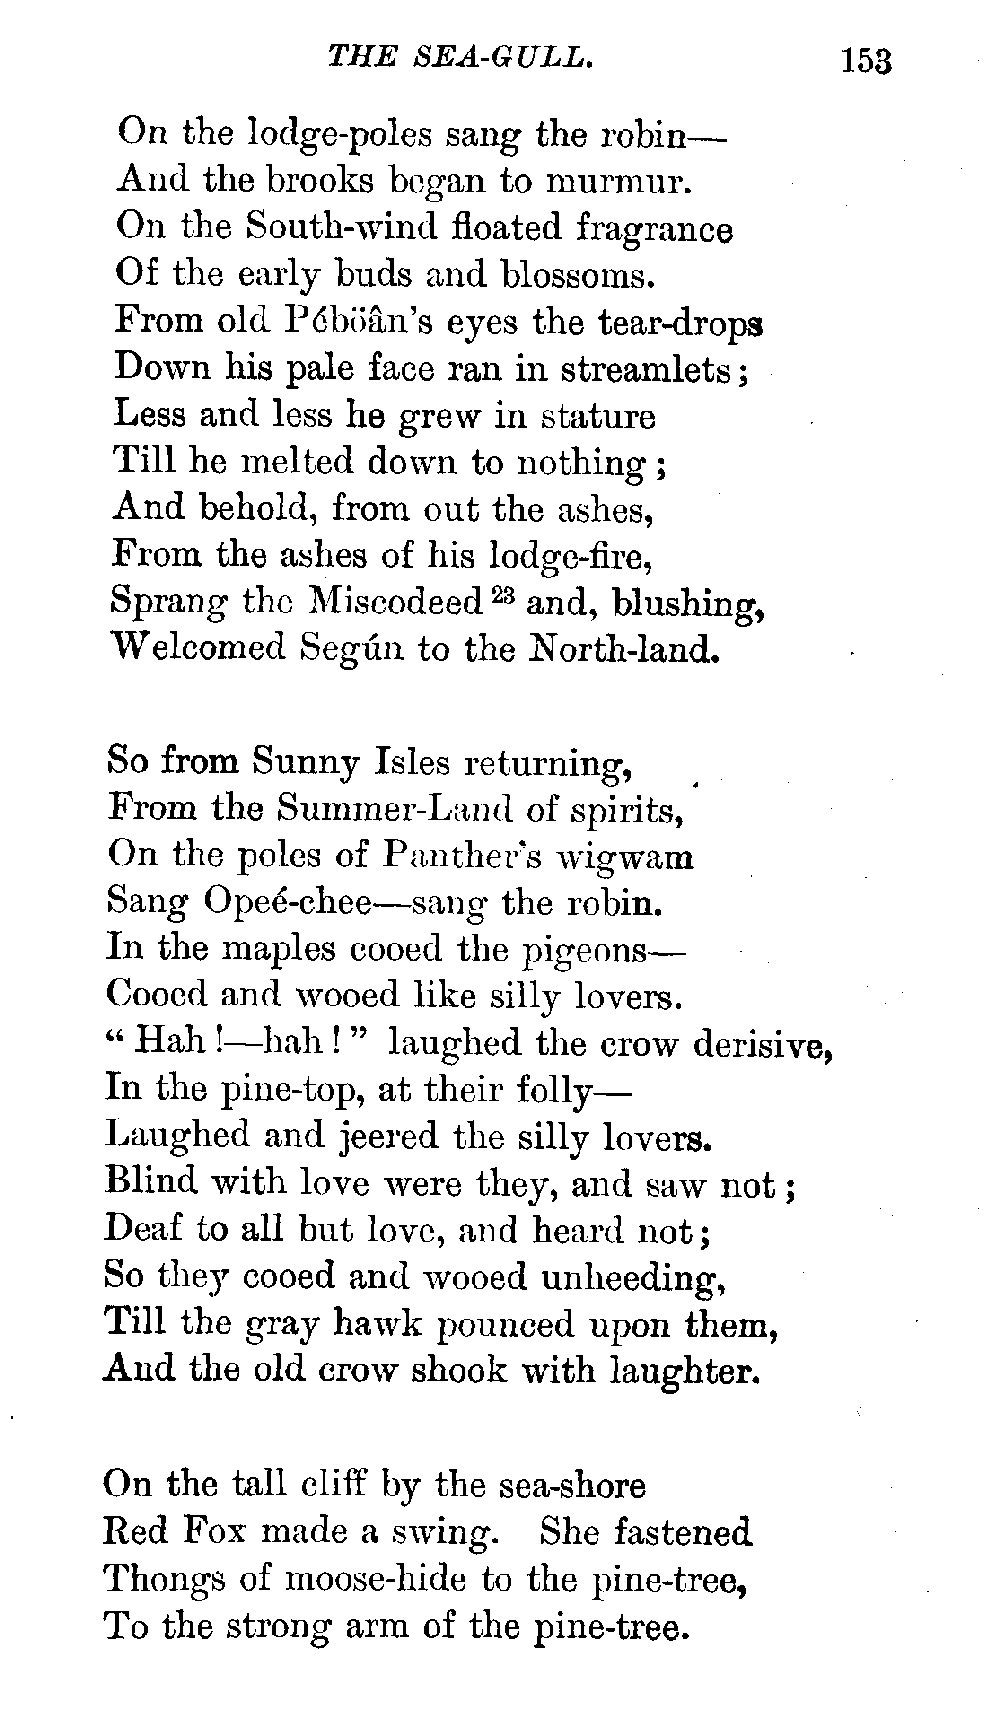 THE SEA-GULL. 153
On the lodge-poles sang the robin—
And the brooks began to murmur.
On the South-wind floated fragrance
Of the early buds and blossoms.
From old Péböân's eyes the tear-drops
Down his pale face ran in streamlets;
Less and less he grew in stature
Till he melted down to nothing;
And behold, from out the ashes,
From the ashes of his lodge-fire,
Sprang the Miscodeed²³ and, blushing,
Welcomed Según to the North-land.
So from Sunny Isles returning,
From the Summer-Land of spirits,
On the poles of Panther's wigwam
Sang Opeé-chee—sang the robin.
In the maples cooed the pigeons—
Cooed and wooed like silly lovers.
"Hah!—hah!" laughed the crow derisive,
In the pine-top, at their folly—
Laughed and jeered the silly lovers.
Blind with love were they, and saw not;
Deaf to all but love, and heard not;
So they cooed and wooed unheeding,
Till the gray hawk pounced upon them,
And the old crow shook with laughter.
On the tall cliff by the sea-shore
Red Fox made a swing. She fastened
Thongs of moose-hide to the pine-tree,
To the strong arm of the pine-tree.